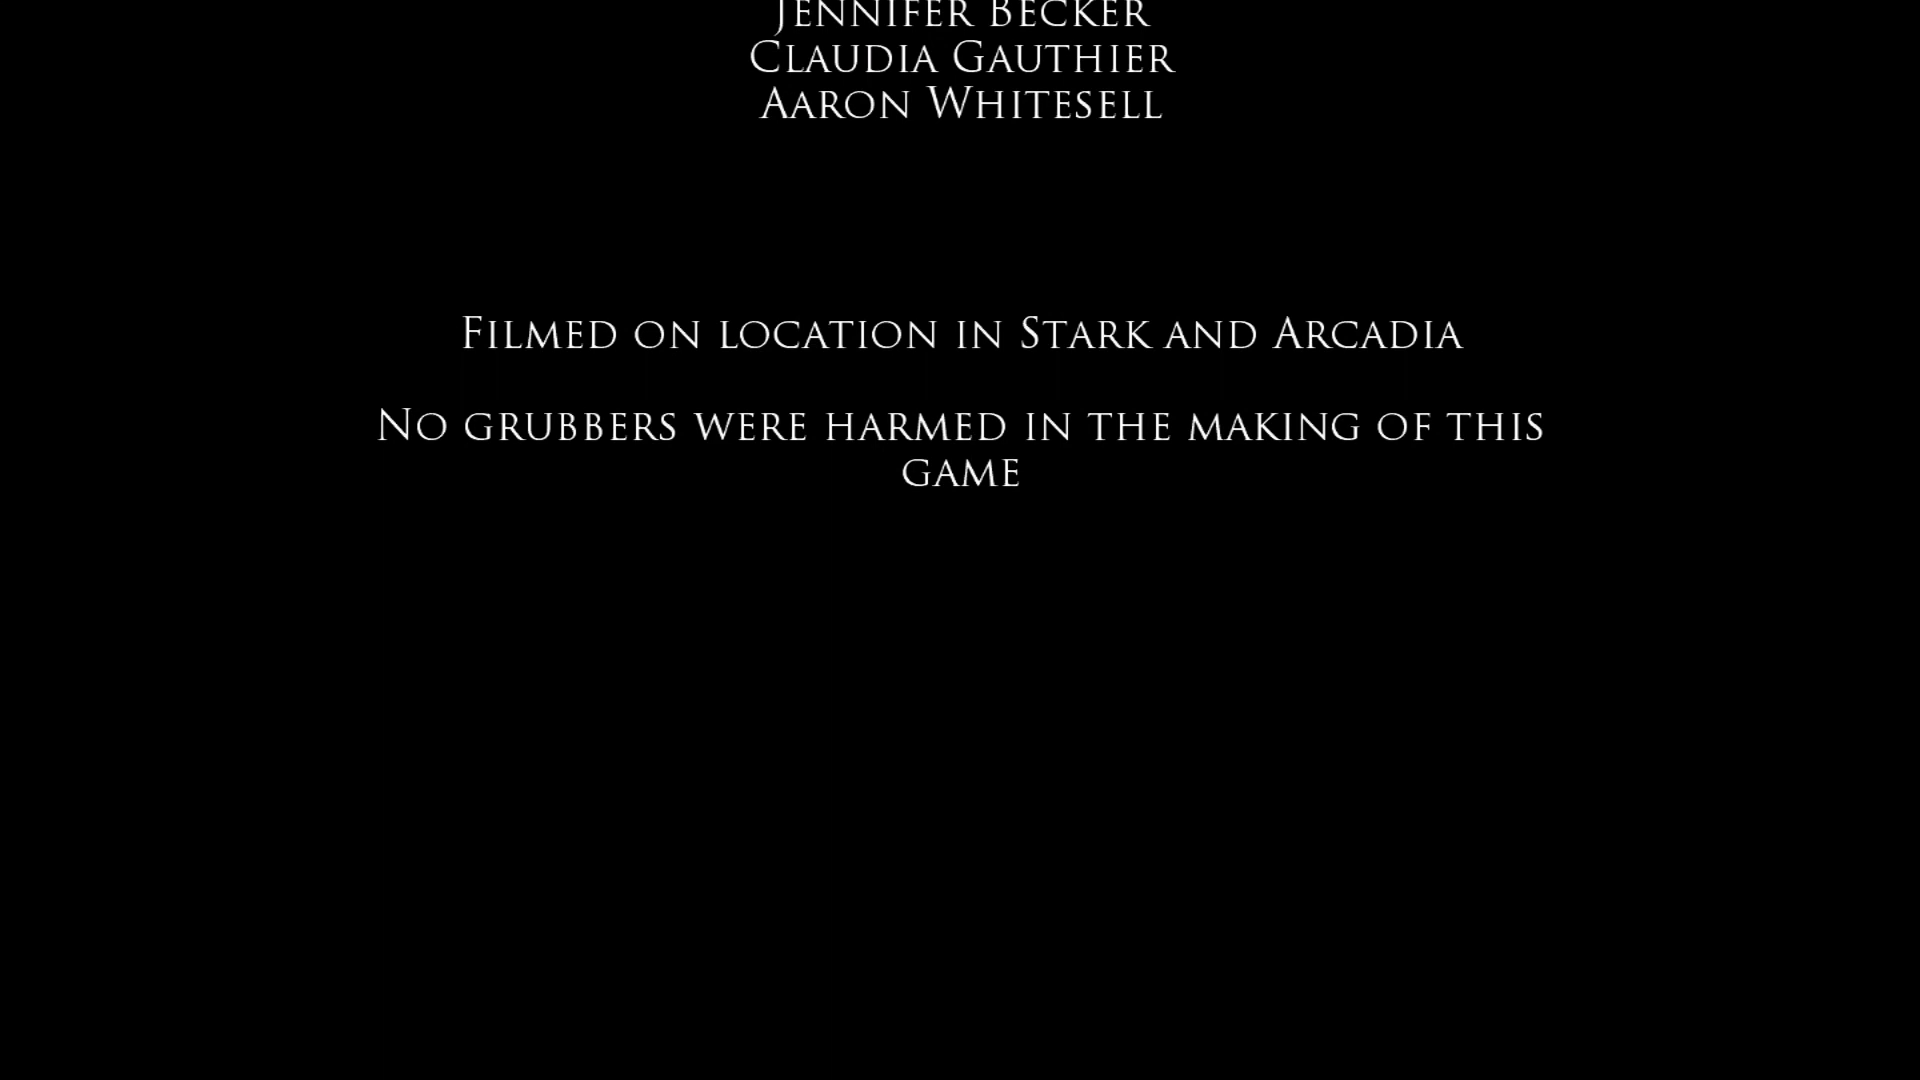 Jennifer Becker
Claudia Gauthier
Aaron Whitesell
Filmed on location in Stark and Arcadia
No grubbers were harmed in the making of this
game